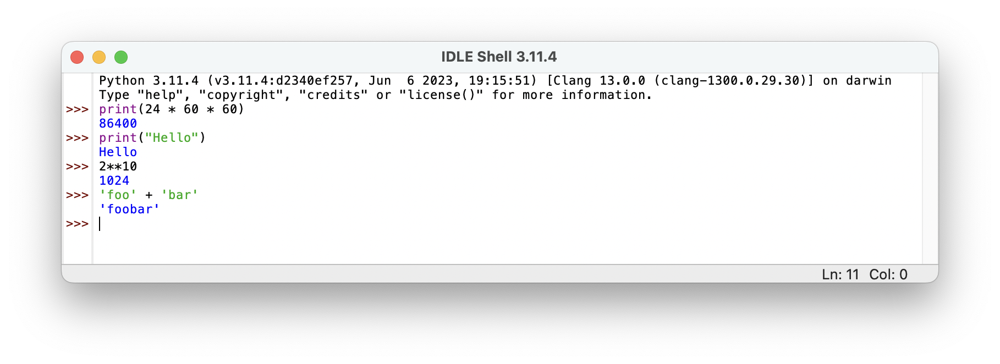 IDLE Shell 3.11.4
Python 3.11.4 (v3.11.4:d2340ef257, Jun  6 2023, 19:15:51) [Clang 13.0.0 (clang-1300.0.29.30)] on darwin
Type "help", "copyright", "credits" or "license()" for more information.
>>> print(24 * 60 * 60)
86400
>>> print("Hello")
Hello
>>> 2**10
1024
>>> 'foo' + 'bar'
'foobar'
>>>
Ln: 11 Col: 0